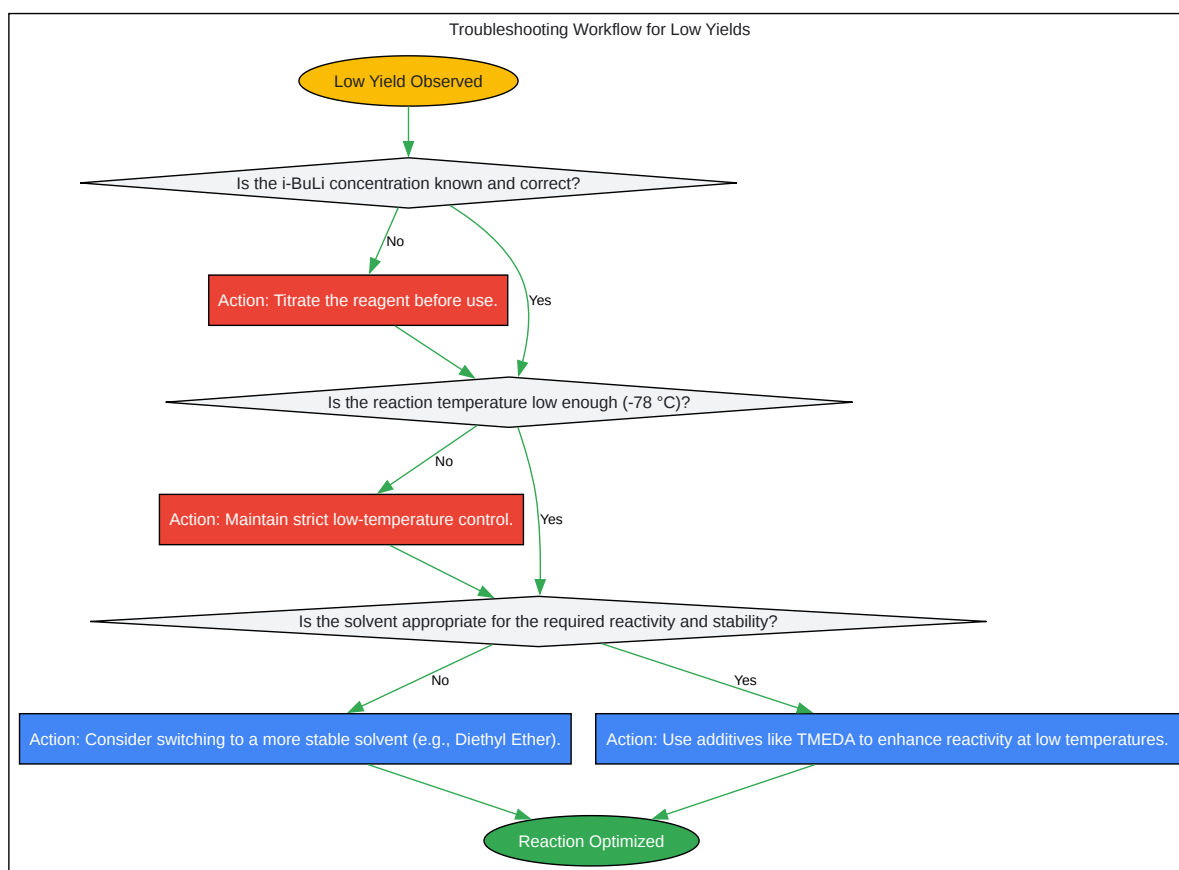 Troubleshooting Workflow for Low Yields
Low Yield Observed
Is the i-BuLi concentration known and correct?
No
Action: Titrate the reagent before use.
Yes
Is the reaction temperature low enough (-78 °C)?
No
Action: Maintain strict low-temperature control.
Yes
Is the solvent appropriate for the required reactivity and stability?
No
Yes
Action: Consider switching to a more stable solvent (e.g., Diethyl Ether).
Action: Use additives like TMEDA to enhance reactivity at low temperatures.
Reaction Optimized